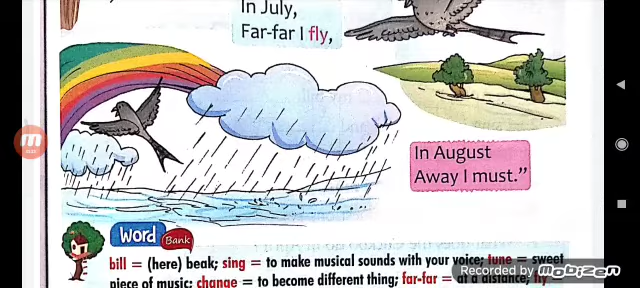 In July,
Far-far I fly,
In August
Away I must."
Word
Bank
bill = (here) beak; sing = to make musical sounds with your voice; tune = sweet
piece of music; change = to become different thing; far-far = at a distance; fly
Recorded by mobizen